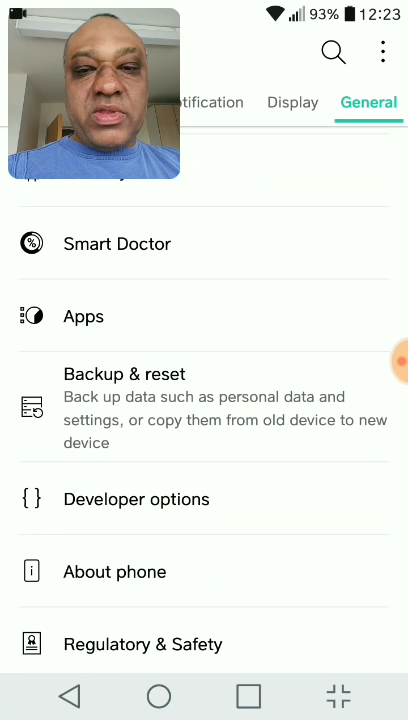 93% 12:23
Display General
Smart Doctor
Apps
Backup & reset
Back up data such as personal data and
settings, or copy them from old device to new
device
Developer options
About phone
Regulatory & Safety